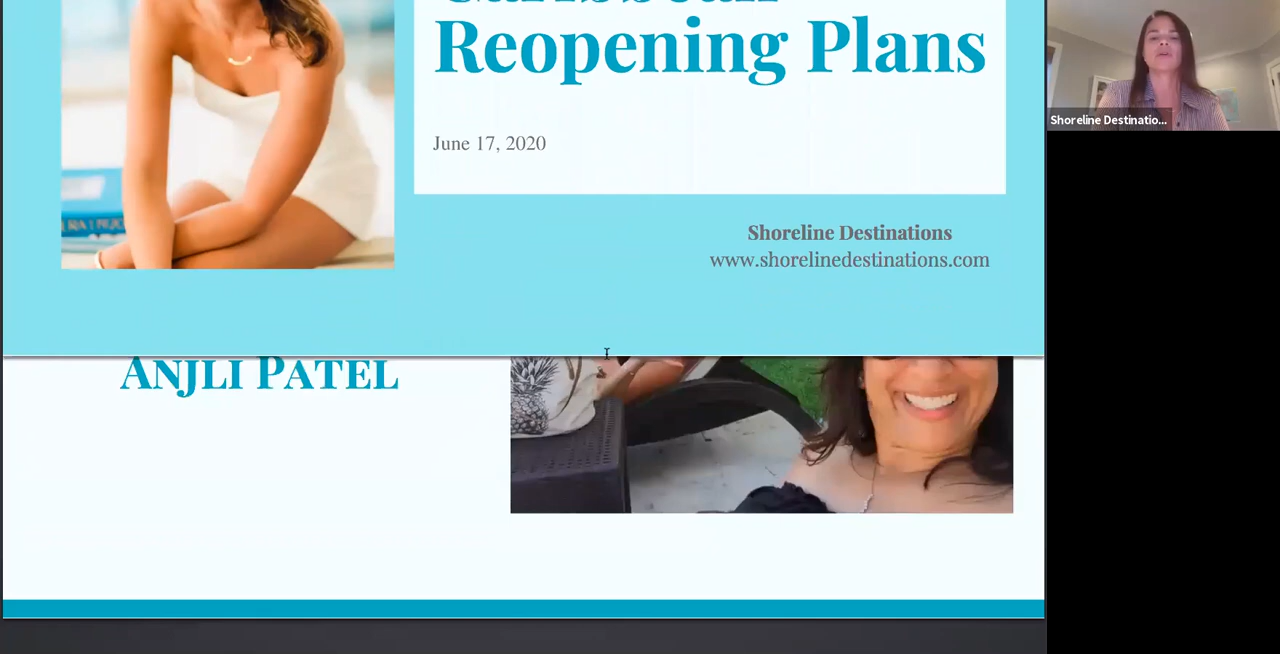 Reopening Plans
June 17, 2020
Shoreline Destinatio...
Shoreline Destinations
www.shorelinedestinations.com
ANJLI PATEL